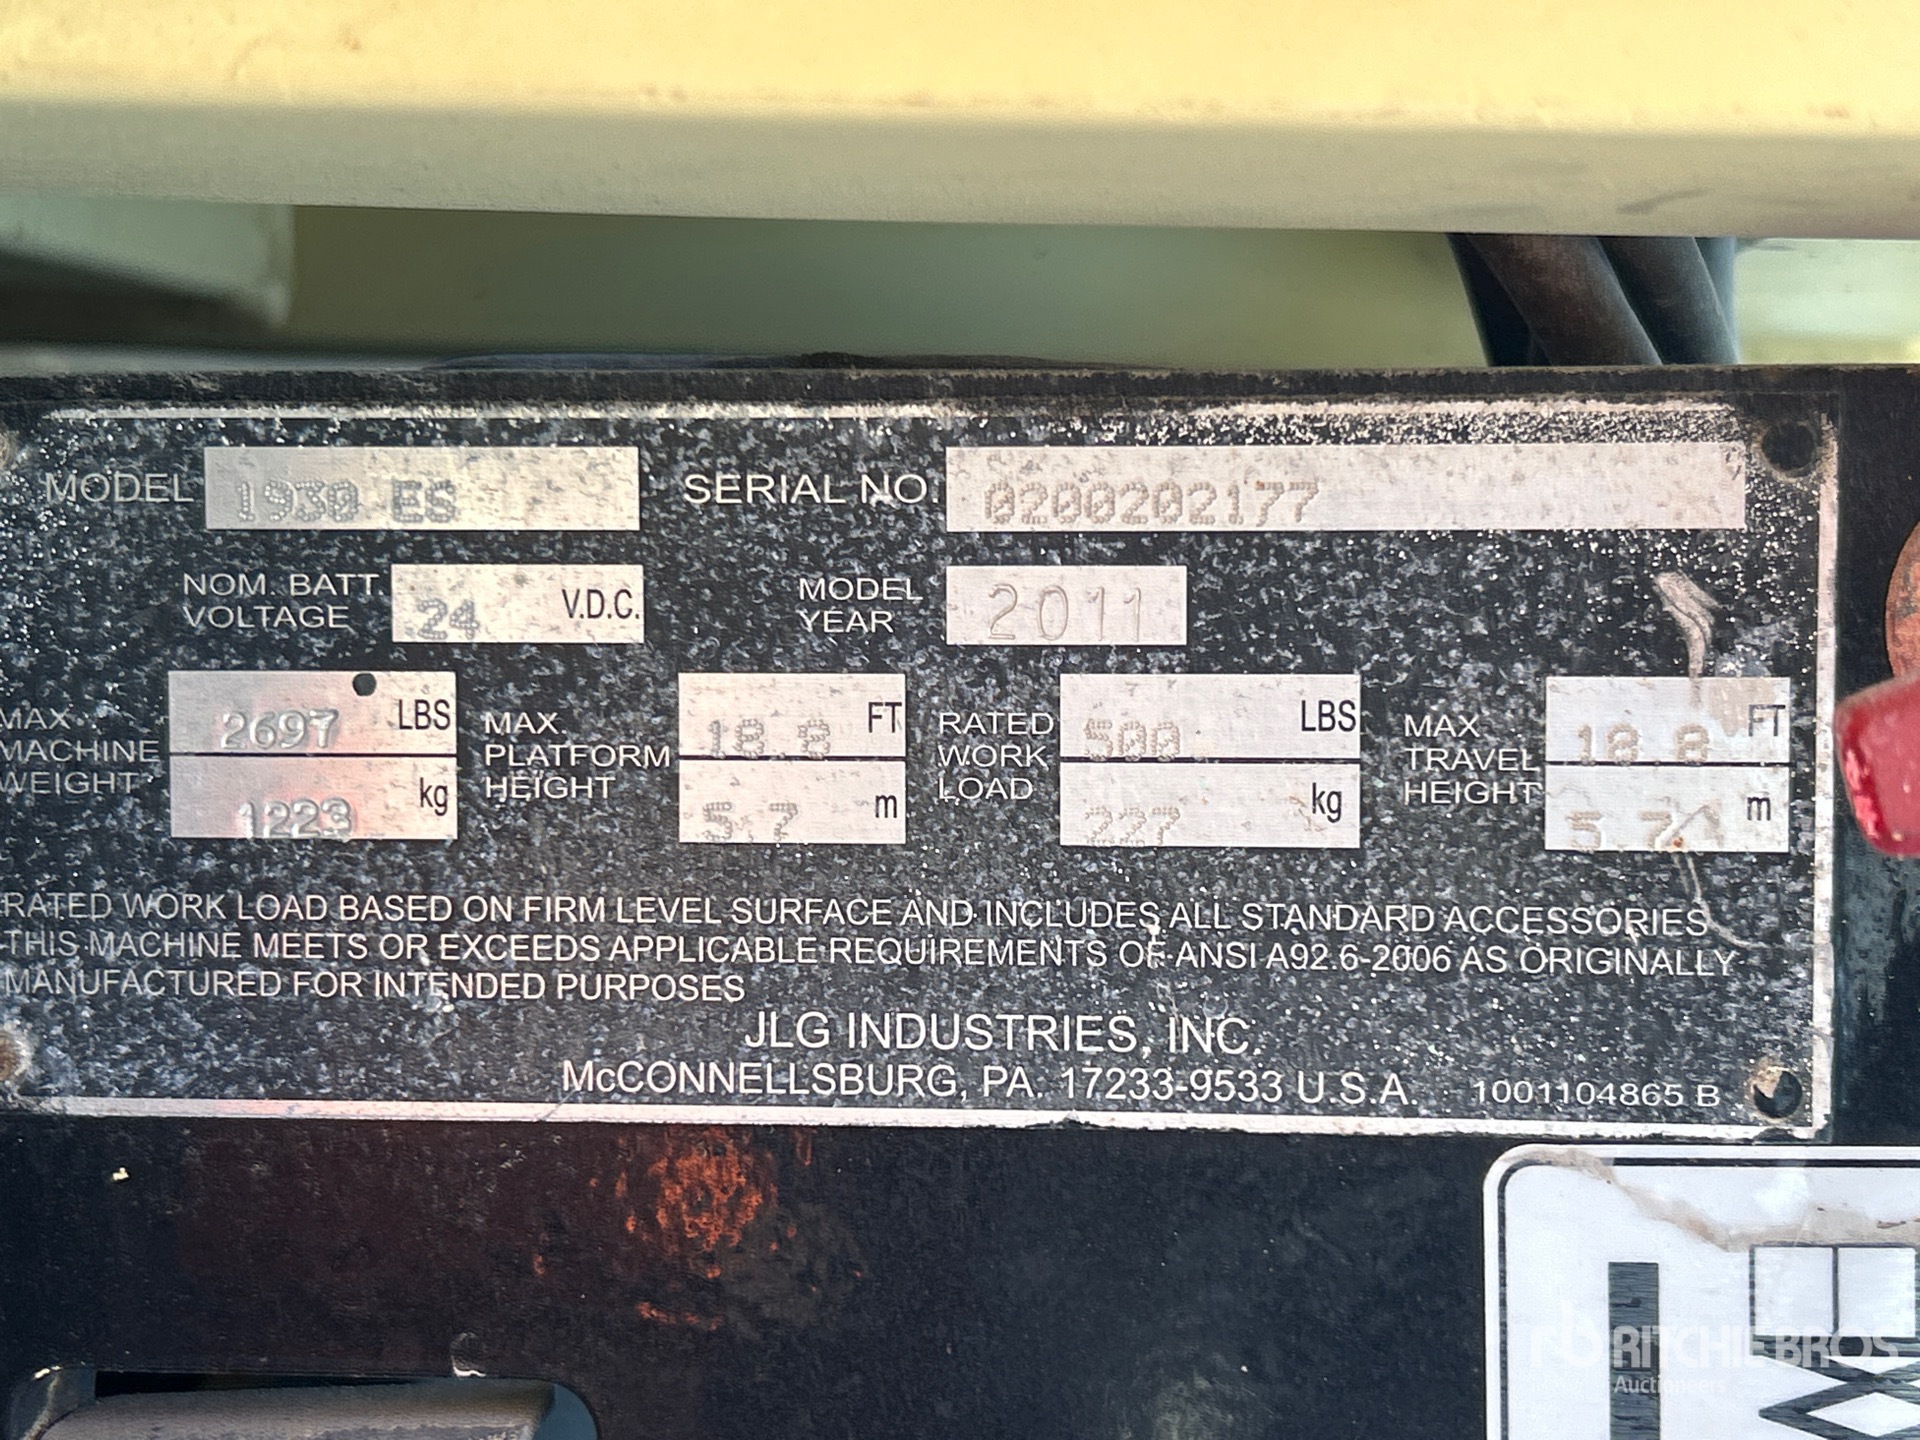 MODEL 1930 ES SERIAL NO. 0200202177
NOM. BATT. VOLTAGE 24 V.D.C. MODEL YEAR 2011
MAX. MACHINE WEIGHT 2697 LBS 1223 kg MAX. PLATFORM HEIGHT 18.8 FT 5.7 m RATED WORK LOAD 500 LBS 227 kg MAX TRAVEL HEIGHT 18 8 FT 5 7 m
RATED WORK LOAD BASED ON FIRM LEVEL SURFACE AND INCLUDES ALL STANDARD ACCESSORIES
THIS MACHINE MEETS OR EXCEEDS APPLICABLE REQUIREMENTS OF ANSI A92.6-2006 AS ORIGINALLY
MANUFACTURED FOR INTENDED PURPOSES
JLG INDUSTRIES, INC.
McCONNELLSBURG, PA. 17233-9533 U.S.A. 1001104865 B
rb RITCHIE BROS
Auctioneers